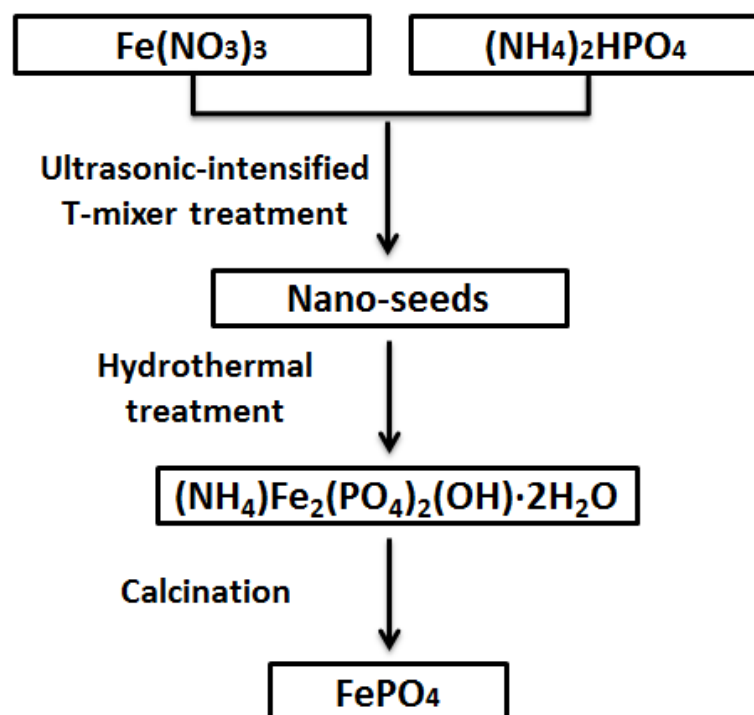 Fe(NO₃)₃
(NH₄)₂HPO₄
Ultrasonic-intensified
T-mixer treatment
Nano-seeds
Hydrothermal
treatment
(NH₄)Fe₂(PO₄)₂(OH)·2H₂O
Calcination
FePO₄